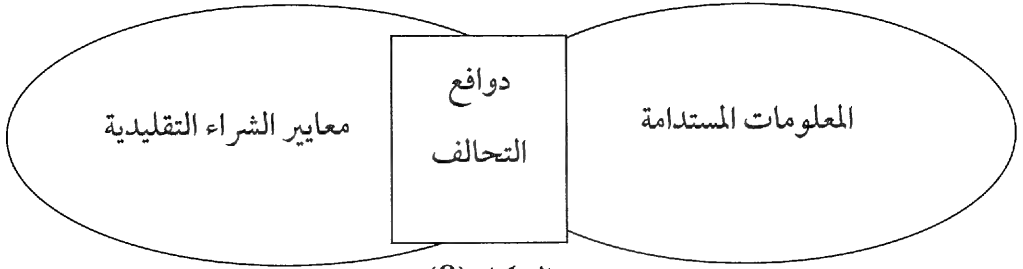 المعلومات المستدامة
دوافع
التحالف
معايير الشراء التقليدية